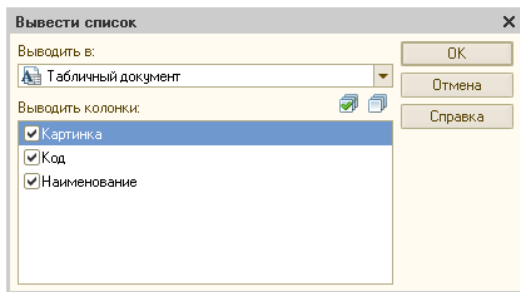 Вывести список
Выводить в:
Табличный документ
Выводить колонки:
Картинка
Код
Наименование
OK
Отмена
Справка